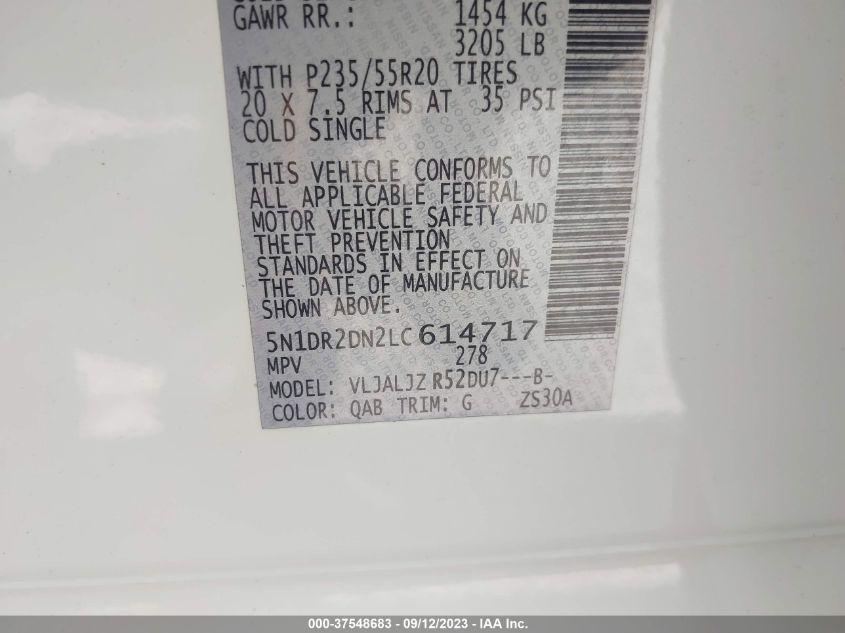 GAWR RR.: 1454 KG
3205 LB
WITH P235/55R20 TIRES
20 X 7.5 RIMS AT 35 PSI
COLD SINGLE
THIS VEHICLE CONFORMS TO
ALL APPLICABLE FEDERAL
MOTOR VEHICLE SAFETY AND
THEFT PREVENTION
STANDARDS IN EFFECT ON
THE DATE OF MANUFACTURE
SHOWN ABOVE.
5N1DR2DN2LC614717
MPV 278
MODEL: VLJALJZ R52DU7---B-
COLOR: QAB TRIM: G ZS30A
000-37548683 - 09/12/2023 - IAA Inc.